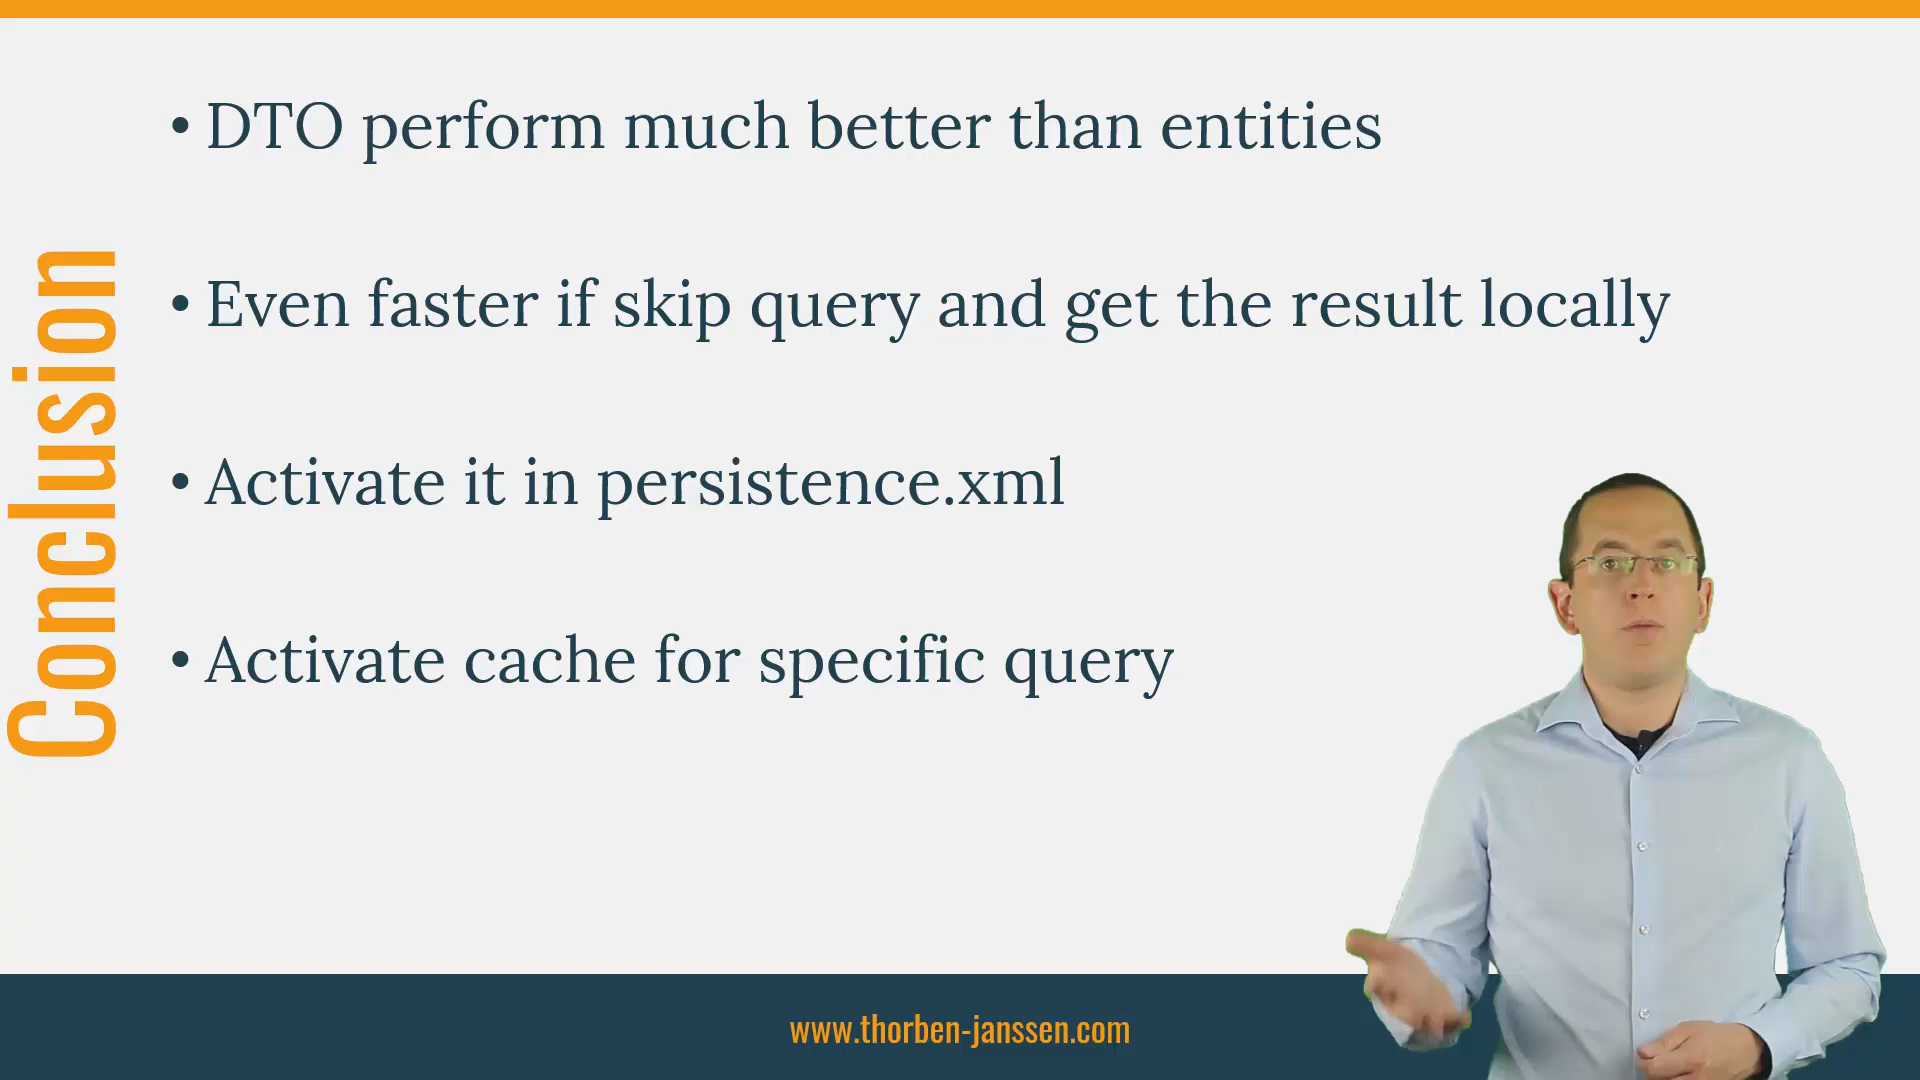 Conclusion
• DTO perform much better than entities
• Even faster if skip query and get the result locally
• Activate it in persistence.xml
• Activate cache for specific query
www.thorben-janssen.com